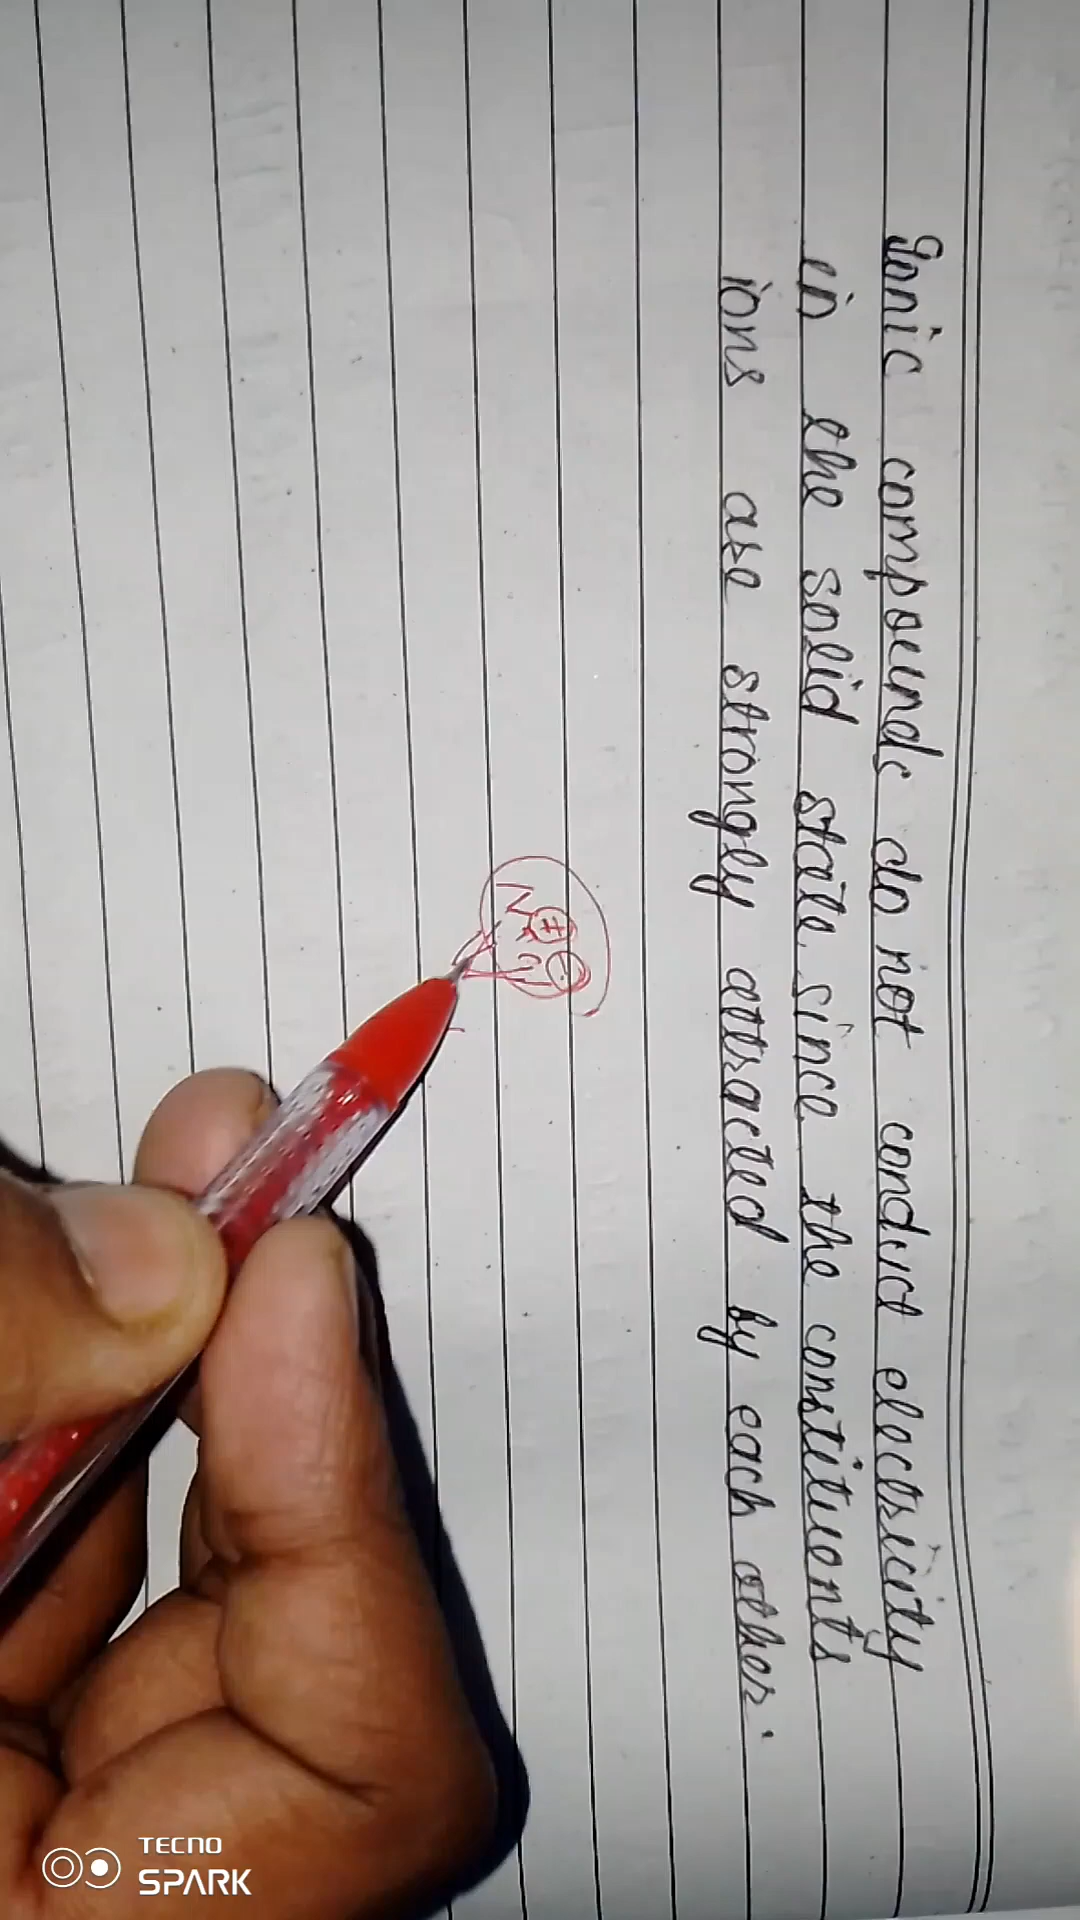 Ionic compounds do not conduct elecricity
in the solid state since the constituents
ions are strongly attracted by each other.
TECNO
SPARK